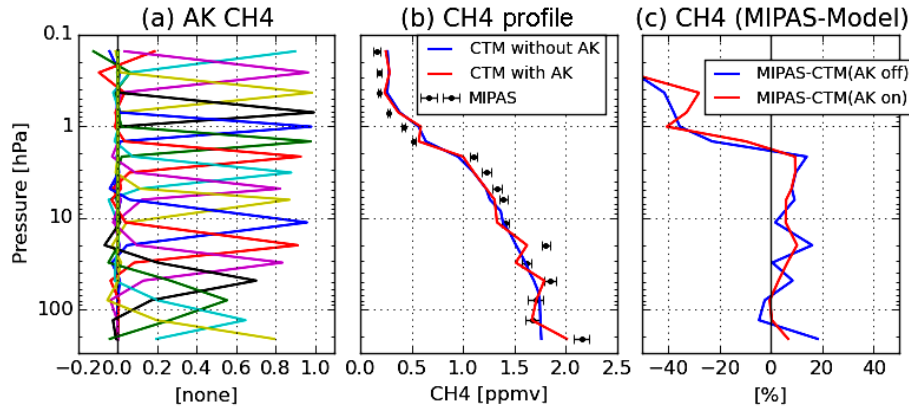 (a) AK CH4
(b) CH4 profile
(c) CH4 (MIPAS-Model)
0.1
1
10
100
Pressure [hPa]
−0.2 0.0 0.2 0.4 0.6 0.8 1.0
[none]
CTM without AK
CTM with AK
MIPAS
0.0 0.5 1.0 1.5 2.0 2.5
CH4 [ppmv]
MIPAS-CTM(AK off)
MIPAS-CTM(AK on)
−40 −20 0 20 40
[%]